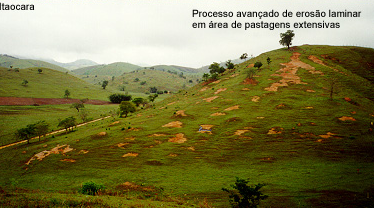 Itaocara
Processo avançado de erosão laminar
em área de pastagens extensivas